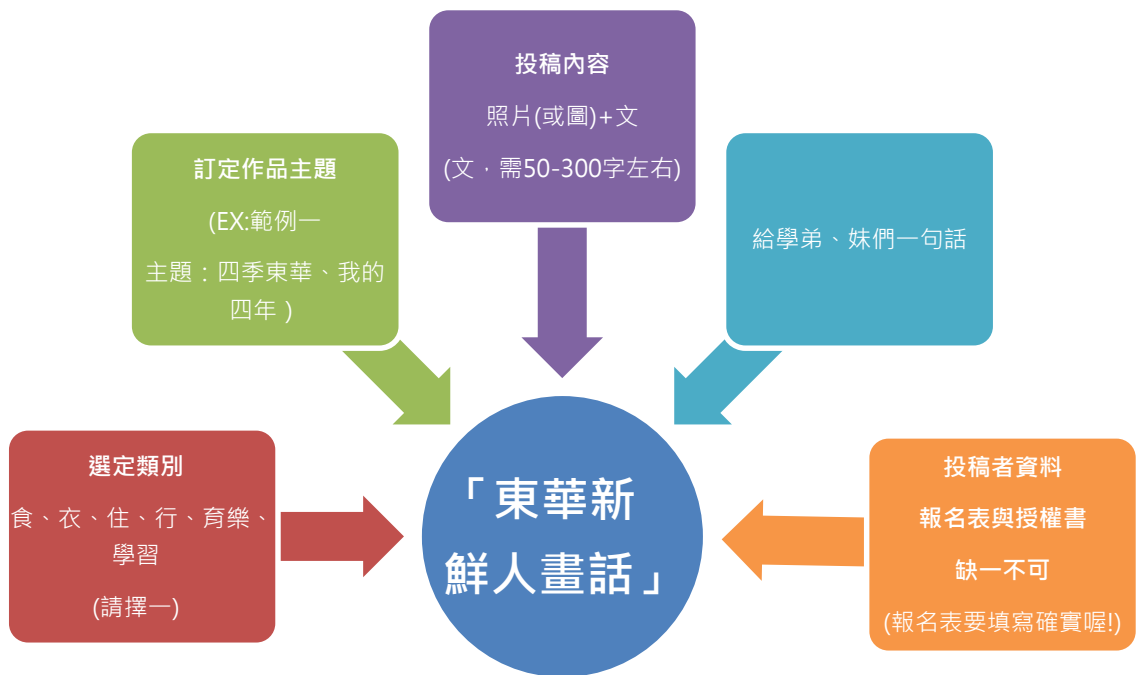 選定類別
食、衣、住、行、育樂、
學習
(請擇一)
訂定作品主題
(EX:範例一
主題：四季東華、我的
四年 )
投稿內容
照片(或圗)+文
(文，需50-300字左右)
給學弟、妹們一句話
投稿者資料
報名表與授權書
缺一不可
(報名表要填寫確實喔!)
「東華新
鮮人畫話」